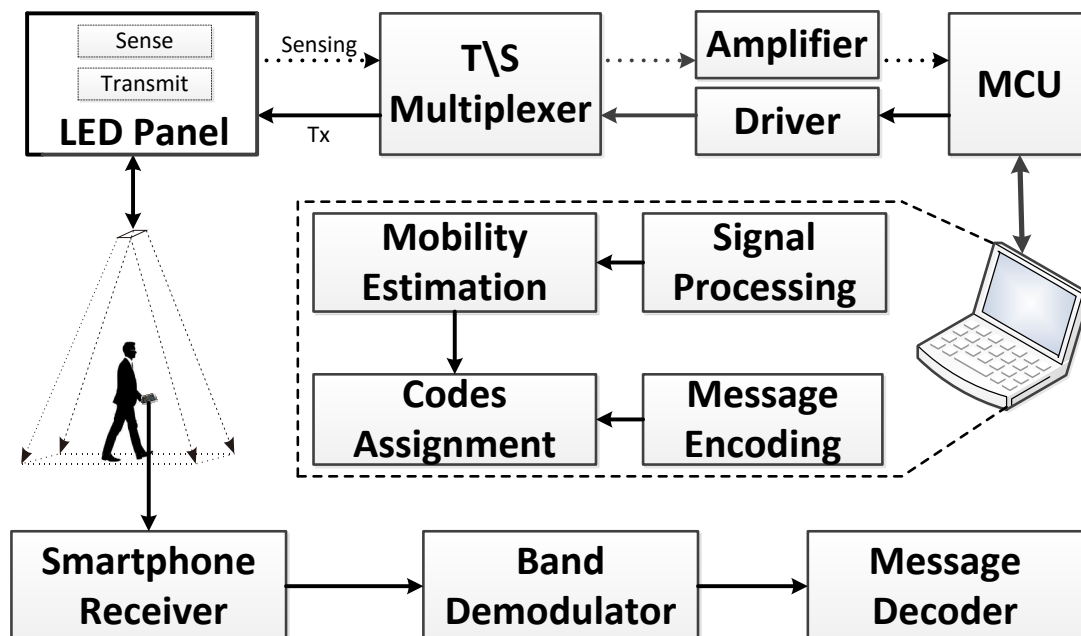 Sense
Transmit
LED Panel
Sensing
Tx
T\S
Multiplexer
Amplifier
Driver
MCU
Mobility
Estimation
Signal
Processing
Codes
Assignment
Message
Encoding
Smartphone
Receiver
Band
Demodulator
Message
Decoder